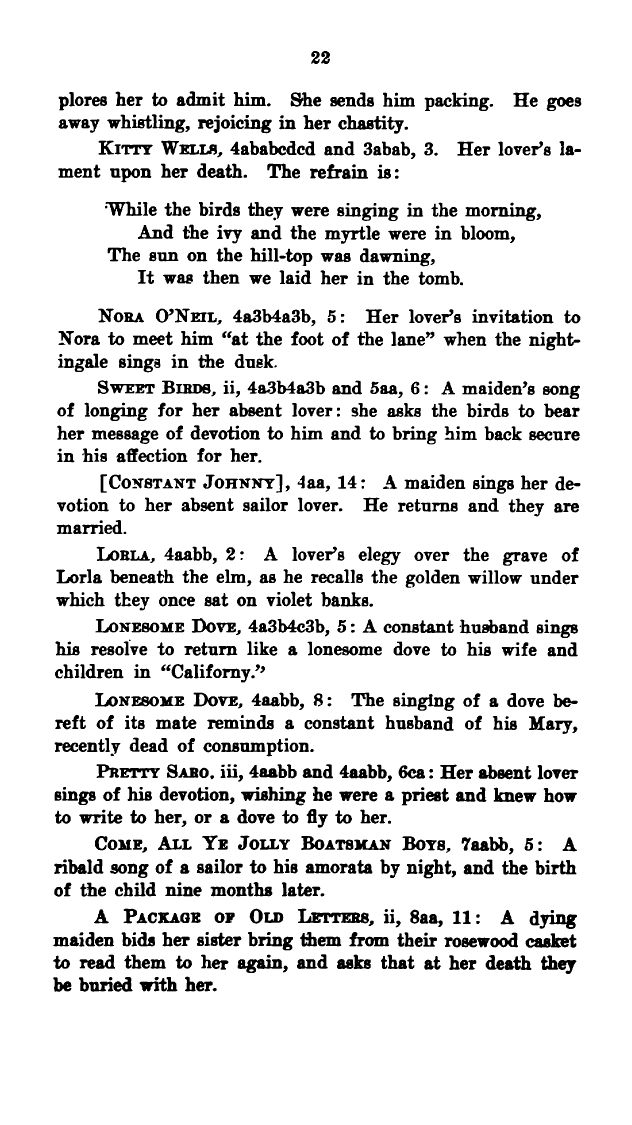 22
plores her to admit him. She sends him packing. He goes
away whistling, rejoicing in her chastity.
KITTY WELLS, 4ababcdcd and 3abab, 3. Her lover's la-
ment upon her death. The refrain is:
While the birds they were singing in the morning,
And the ivy and the myrtle were in bloom,
The sun on the hill-top was dawning,
It was then we laid her in the tomb.
NORA O'NEIL, 4a3b4a3b, 5: Her lover's invitation to
Nora to meet him "at the foot of the lane" when the night-
ingale sings in the dusk.
SWEET BIRDS, ii, 4a3b4a3b and 5aa, 6: A maiden's song
of longing for her absent lover: she asks the birds to bear
her message of devotion to him and to bring him back secure
in his affection for her.
[CONSTANT JOHNNY], 4aa, 14: A maiden sings her de-
votion to her absent sailor lover. He returns and they are
married.
LORLA, 4aabb, 2: A lover's elegy over the grave of
Lorla beneath the elm, as he recalls the golden willow under
which they once sat on violet banks.
LONESOME DOVE, 4a3b4c3b, 5: A constant husband sings
his resolve to return like a lonesome dove to his wife and
children in "Californy."
LONESOME DOVE, 4aabb, 8: The singing of a dove be-
reft of its mate reminds a constant husband of his Mary,
recently dead of consumption.
PRETTY SARO. iii, 4aabb and 4aabb, 6ca: Her absent lover
sings of his devotion, wishing he were a priest and knew how
to write to her, or a dove to fly to her.
COME, ALL YE JOLLY BOATSMAN BOYS, 7aabb, 5: A
ribald song of a sailor to his amorata by night, and the birth
of the child nine months later.
A PACKAGE OF OLD LETTERS, ii, 8aa, 11: A dying
maiden bids her sister bring them from their rosewood casket
to read them to her again, and asks that at her death they
be buried with her.